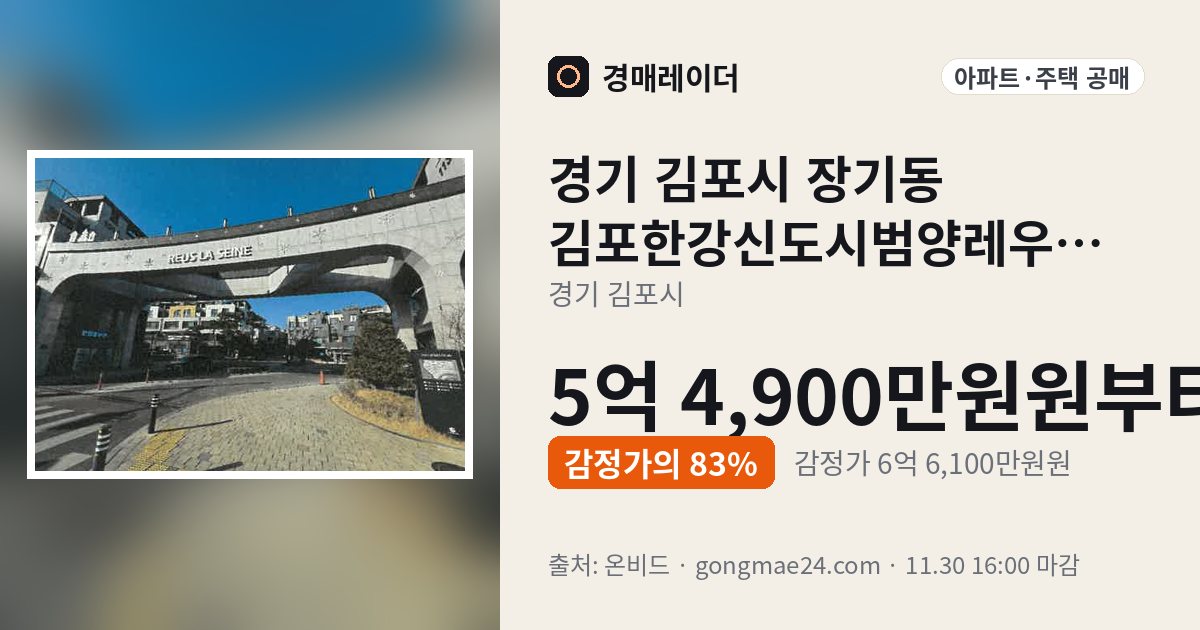 경매레이더
아파트·주택 공매
경기 김포시 장기동
김포한강신도시범양레우…
경기 김포시
5억 4,900만원원부터
감정가의 83%
감정가 6억 6,100만원원
출처: 온비드 · gongmae24.com · 11.30 16:00 마감
REUS LA SEINE